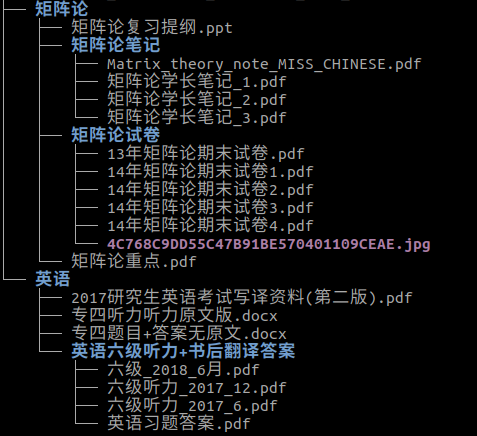 矩阵论
矩阵论复习提纲.ppt
矩阵论笔记
Matrix_theory_note_MISS_CHINESE.pdf
矩阵论学长笔记_1.pdf
矩阵论学长笔记_2.pdf
矩阵论学长笔记_3.pdf
矩阵论试卷
13年矩阵论期末试卷.pdf
14年矩阵论期末试卷1.pdf
14年矩阵论期末试卷2.pdf
14年矩阵论期末试卷3.pdf
14年矩阵论期末试卷4.pdf
4C768C9DD55C47B91BE570401109CEAE.jpg
矩阵论重点.pdf
英语
2017研究生英语考试写译资料(第二版).pdf
专四听力听力原文版.docx
专四题目+答案无原文.docx
英语六级听力+书后翻译答案
六级_2018_6月.pdf
六级听力_2017_12.pdf
六级听力_2017_6.pdf
英语习题答案.pdf